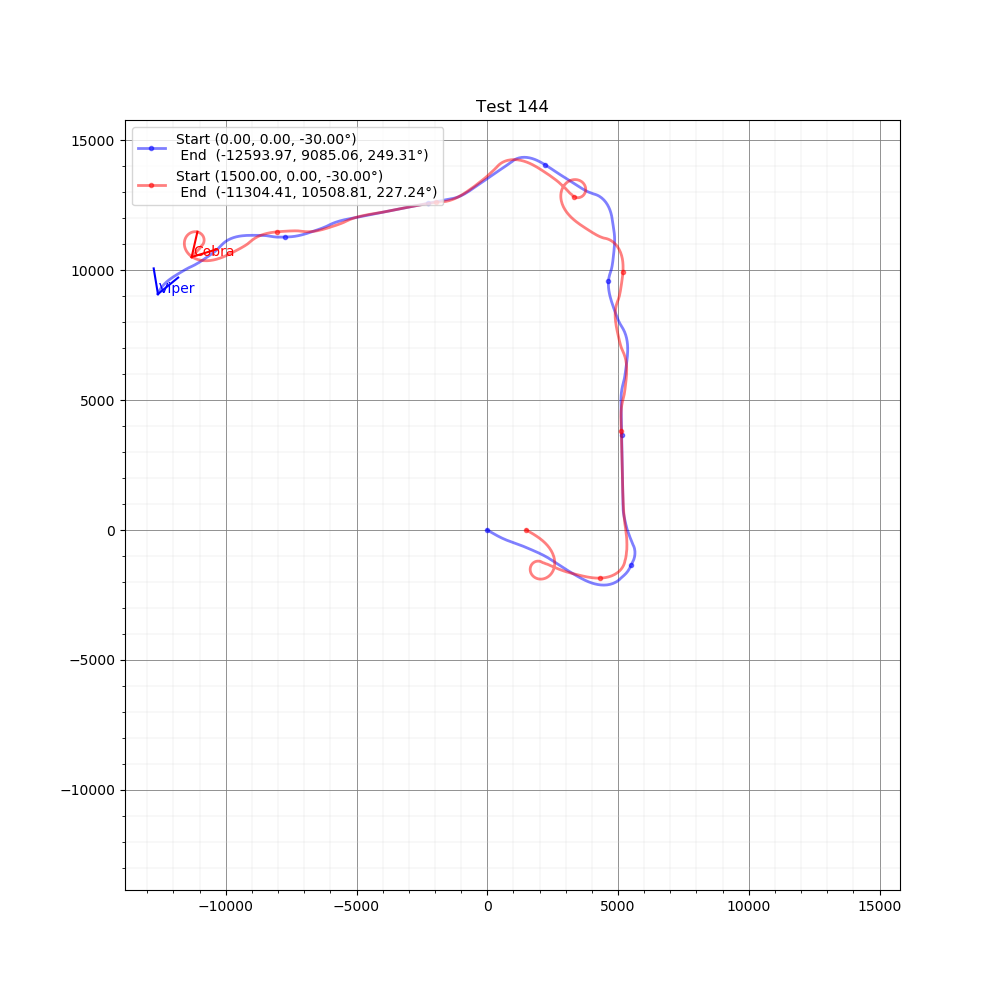 Test 144
Start (0.00, 0.00, -30.00°)
End (-12593.97, 9085.06, 249.31°)
Start (1500.00, 0.00, -30.00°)
End (-11304.41, 10508.81, 227.24°)
15000
10000
5000
0
−5000
−10000
Cobra
Viper
−10000
−5000
0
5000
10000
15000